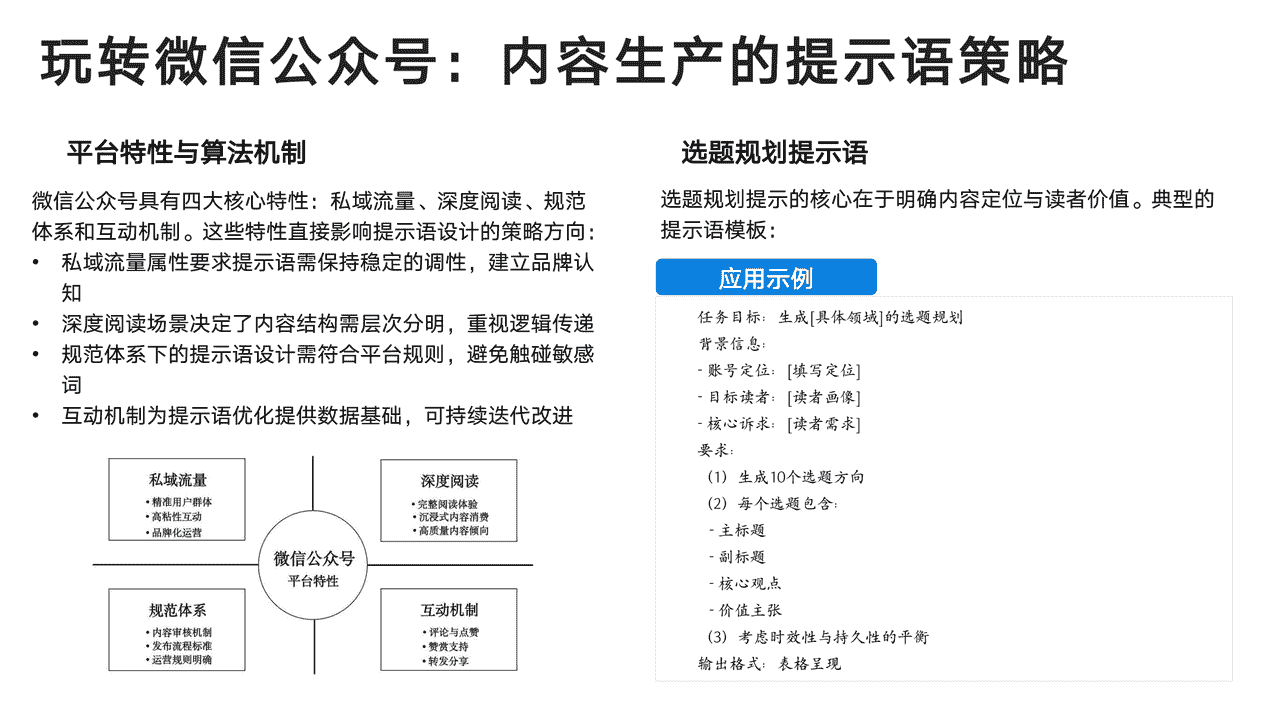 玩转微信公众号：内容生产的提示语策略
平台特性与算法机制
微信公众号具有四大核心特性：私域流量、深度阅读、规范
体系和互动机制。这些特性直接影响提示语设计的策略方向：
• 私域流量属性要求提示语需保持稳定的调性，建立品牌认
知
• 深度阅读场景决定了内容结构需层次分明，重视逻辑传递
• 规范体系下的提示语设计需符合平台规则，避免触碰敏感
词
• 互动机制为提示语优化提供数据基础，可持续迭代改进
私域流量
• 精准用户群体
• 高粘性互动
• 品牌化运营
深度阅读
• 完整阅读体验
• 沉浸式内容消费
• 高质量内容倾向
微信公众号
平台特性
规范体系
• 内容审核机制
• 发布流程标准
• 运营规则明确
互动机制
• 评论与点赞
• 赞赏支持
• 转发分享
选题规划提示语
选题规划提示的核心在于明确内容定位与读者价值。典型的
提示语模板：
应用示例
任务目标：生成[具体领域]的选题规划
背景信息：
- 账号定位：[填写定位]
- 目标读者：[读者画像]
- 核心诉求：[读者需求]
要求：
（1）生成10个选题方向
（2）每个选题包含：
- 主标题
- 副标题
- 核心观点
- 价值主张
（3）考虑时效性与持久性的平衡
输出格式：表格呈现